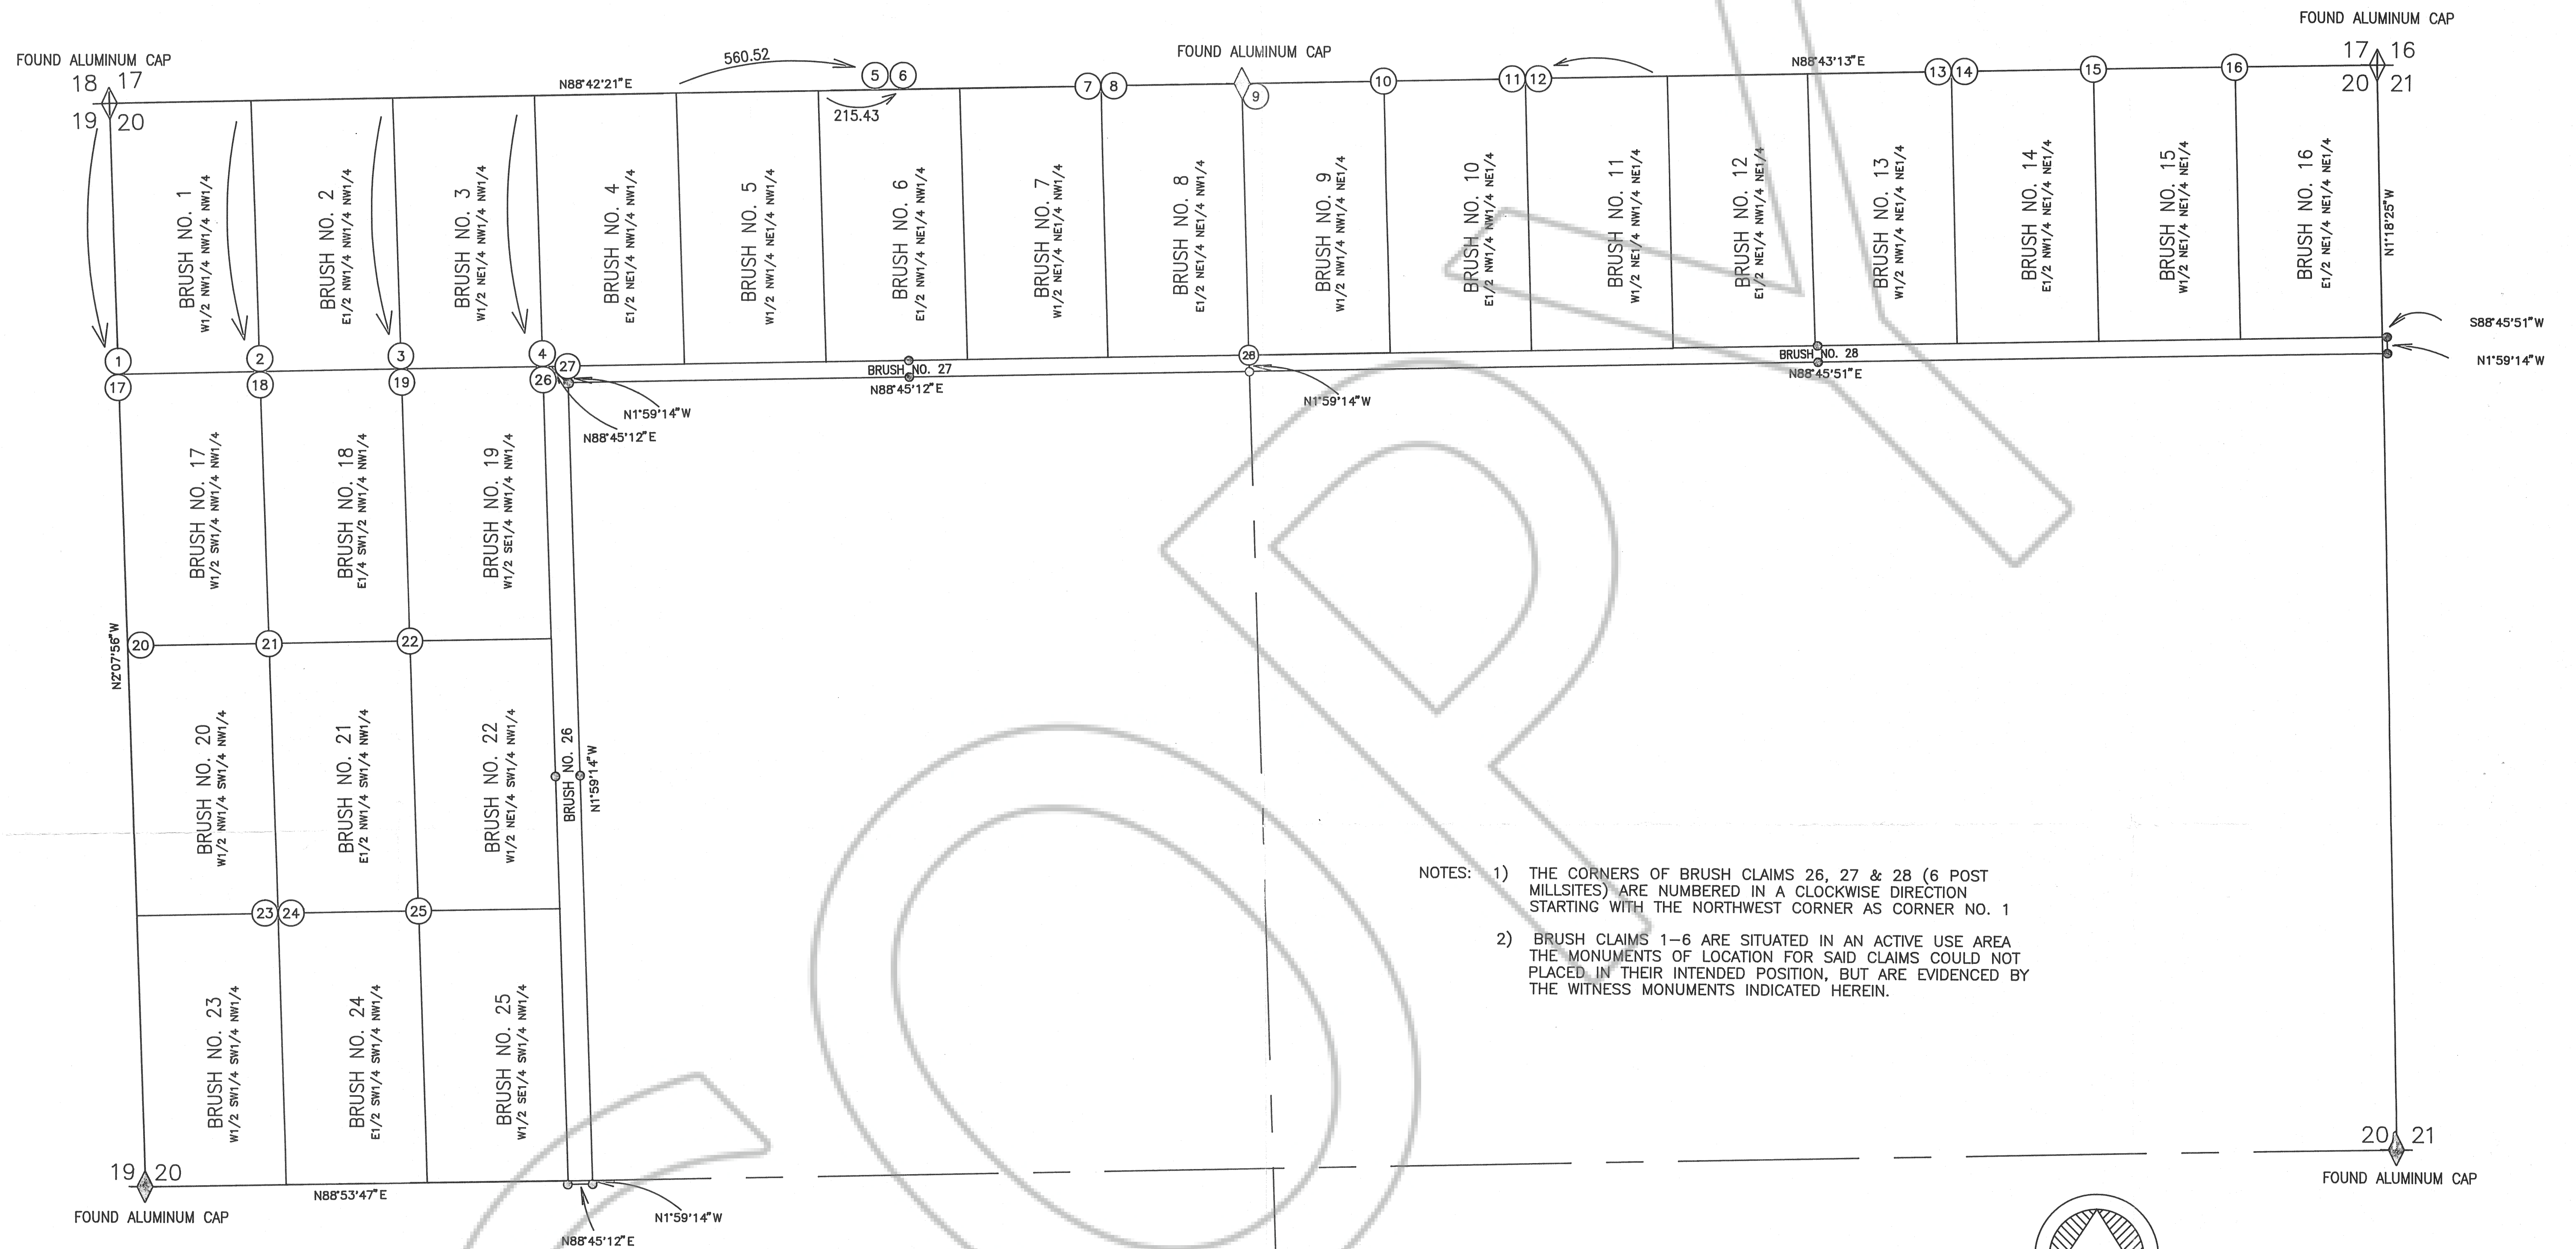 FOUND ALUMINUM CAP
FOUND ALUMINUM CAP
FOUND ALUMINUM CAP
18 17
19 20
560.52
N88°42'21"E
215.43
5 6
7 8
9
10
11 12
N88°43'13"E
13 14
15
16
17 16
20 21
BRUSH NO. 1
W1/2 NW1/4 NW1/4 NW1/4
BRUSH NO. 2
E1/2 NW1/4 NW1/4 NW1/4
BRUSH NO. 3
W1/2 NE1/4 NW1/4 NW1/4
BRUSH NO. 4
E1/2 NE1/4 NW1/4 NW1/4
BRUSH NO. 5
W1/2 NW1/4 NE1/4 NW1/4
BRUSH NO. 6
E1/2 NW1/4 NE1/4 NW1/4
BRUSH NO. 7
W1/2 NE1/4 NE1/4 NW1/4
BRUSH NO. 8
E1/2 NE1/4 NE1/4 NW1/4
BRUSH NO. 9
W1/2 NW1/4 NW1/4 NE1/4
BRUSH NO. 10
E1/2 NW1/4 NW1/4 NE1/4
BRUSH NO. 11
W1/2 NE1/4 NW1/4 NE1/4
BRUSH NO. 12
E1/2 NE1/4 NW1/4 NE1/4
BRUSH NO. 13
W1/2 NW1/4 NE1/4 NE1/4
BRUSH NO. 14
E1/2 NW1/4 NE1/4 NE1/4
BRUSH NO. 15
W1/2 NE1/4 NE1/4 NE1/4
BRUSH NO. 16
E1/2 NE1/4 NE1/4 NE1/4
N1°18'25"W
S88°45'51"W
N1°59'14"W
1
2
3
4
27
28
17
18
19
26
BRUSH NO. 27
N88°45'12"E
BRUSH NO. 28
N88°45'51"E
N1°59'14"W
N88°45'12"E
N1°59'14"W
BRUSH NO. 17
W1/2 SW1/4 NW1/4 NW1/4
BRUSH NO. 18
E1/4 SW1/2 NW1/4 NW1/4
BRUSH NO. 19
W1/2 SE1/4 NW1/4 NW1/4
N2°07'56"W
20
21
22
BRUSH NO. 20
W1/2 NW1/4 SW1/4 NW1/4
BRUSH NO. 21
E1/2 NW1/4 SW1/4 NW1/4
BRUSH NO. 22
W1/2 NE1/4 SW1/4 NW1/4
BRUSH NO. 26
N1°59'14"W
23 24
25
BRUSH NO. 23
W1/2 SW1/4 SW1/4 NW1/4
BRUSH NO. 24
E1/2 SW1/4 SW1/4 NW1/4
BRUSH NO. 25
W1/2 SE1/4 SW1/4 NW1/4
NOTES: 1) THE CORNERS OF BRUSH CLAIMS 26, 27 & 28 (6 POST
MILLSITES) ARE NUMBERED IN A CLOCKWISE DIRECTION
STARTING WITH THE NORTHWEST CORNER AS CORNER NO. 1
2) BRUSH CLAIMS 1-6 ARE SITUATED IN AN ACTIVE USE AREA
THE MONUMENTS OF LOCATION FOR SAID CLAIMS COULD NOT
PLACED IN THEIR INTENDED POSITION, BUT ARE EVIDENCED BY
THE WITNESS MONUMENTS INDICATED HEREIN.
19 20
FOUND ALUMINUM CAP
N88°53'47"E
N1°59'14"W
N88°45'12"E
20 21
FOUND ALUMINUM CAP
COPY